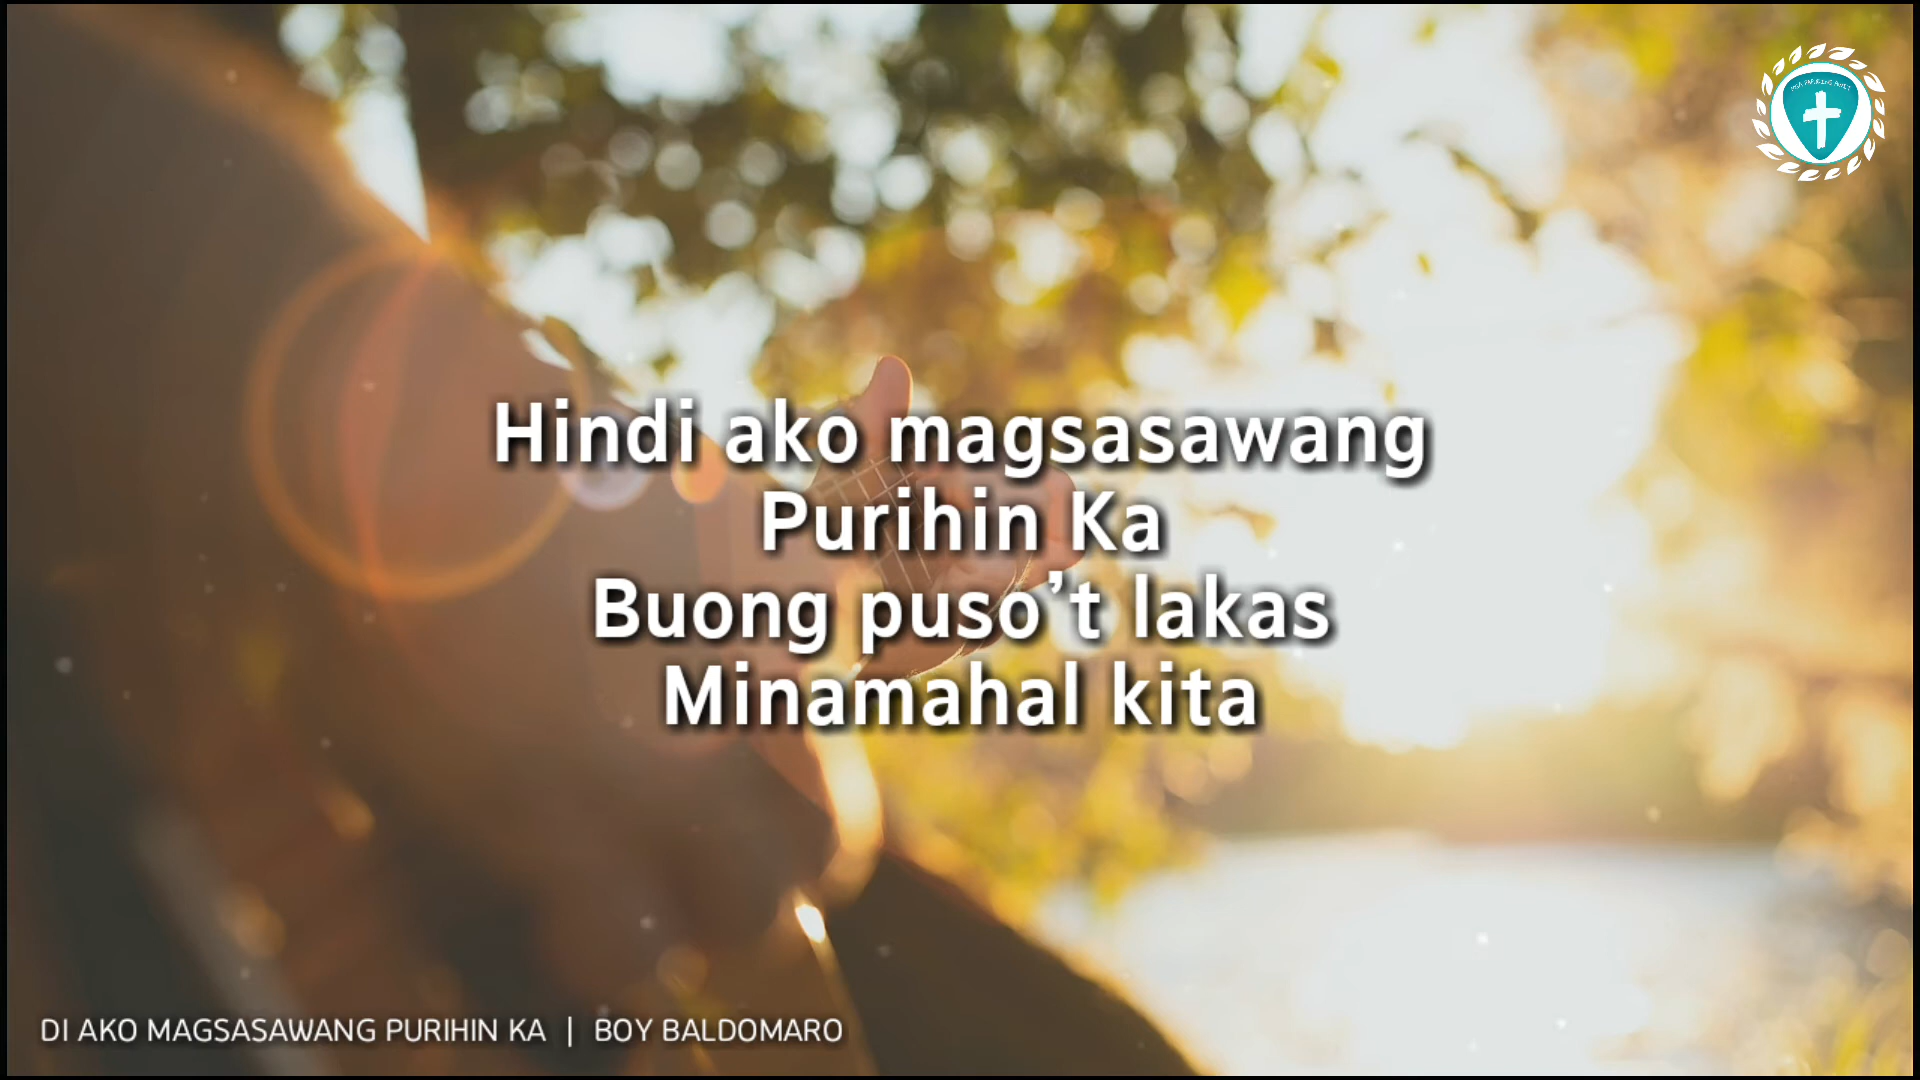 Hindi ako magsasawang
Purihin Ka
Buong puso’t lakas
Minamahal kita
DI AKO MAGSASAWANG PURIHIN KA | BOY BALDOMARO